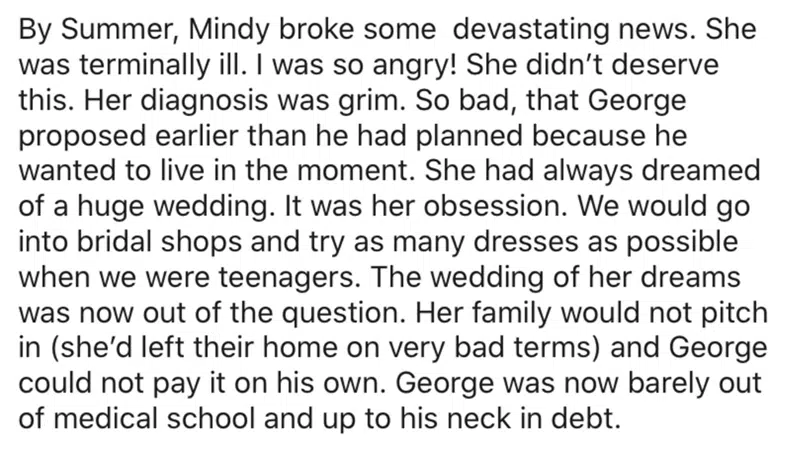 By Summer, Mindy broke some  devastating news. She
was terminally ill. I was so angry! She didn’t deserve
this. Her diagnosis was grim. So bad, that George
proposed earlier than he had planned because he
wanted to live in the moment. She had always dreamed
of a huge wedding. It was her obsession. We would go
into bridal shops and try as many dresses as possible
when we were teenagers. The wedding of her dreams
was now out of the question. Her family would not pitch
in (she’d left their home on very bad terms) and George
could not pay it on his own. George was now barely out
of medical school and up to his neck in debt.